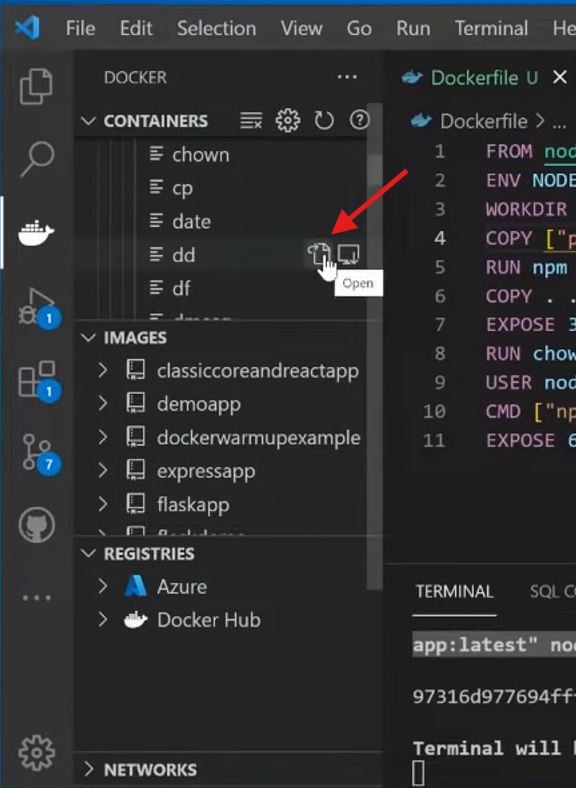 File Edit Selection View Go Run Terminal
DOCKER
CONTAINERS
chown
cp
date
dd
Open
df
IMAGES
classiccoreandreactapp
demoapp
dockerwarmupexample
expressapp
flaskapp
REGISTRIES
Azure
Docker Hub
NETWORKS
1
1
7
Dockerfile U
Dockerfile > ...
1 FROM
2 ENV NODE
3 WORKDIR
4 COPY ["p
5 RUN npm
6 COPY . .
7 EXPOSE 3
8 RUN chow
9 USER nod
10 CMD ["np
11 EXPOSE 6
TERMINAL SQL
app:latest" no
97316d977694ff
Terminal will